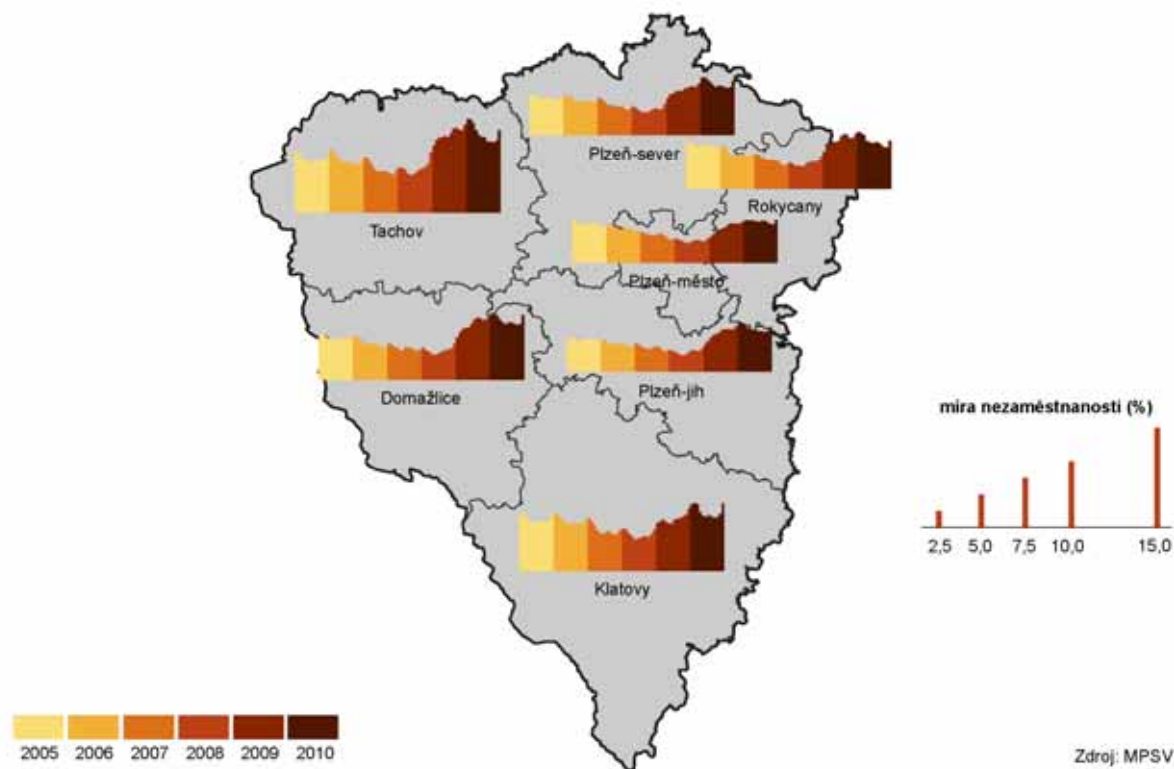 Plzeň-sever
Rokycany
Tachov
Plzeň-město
Domažlice
Plzeň-jih
míra nezaměstnanosti (%)
2,5 5,0 7,5 10,0 15,0
Klatovy
2005 2006 2007 2008 2009 2010
Zdroj: MPSV